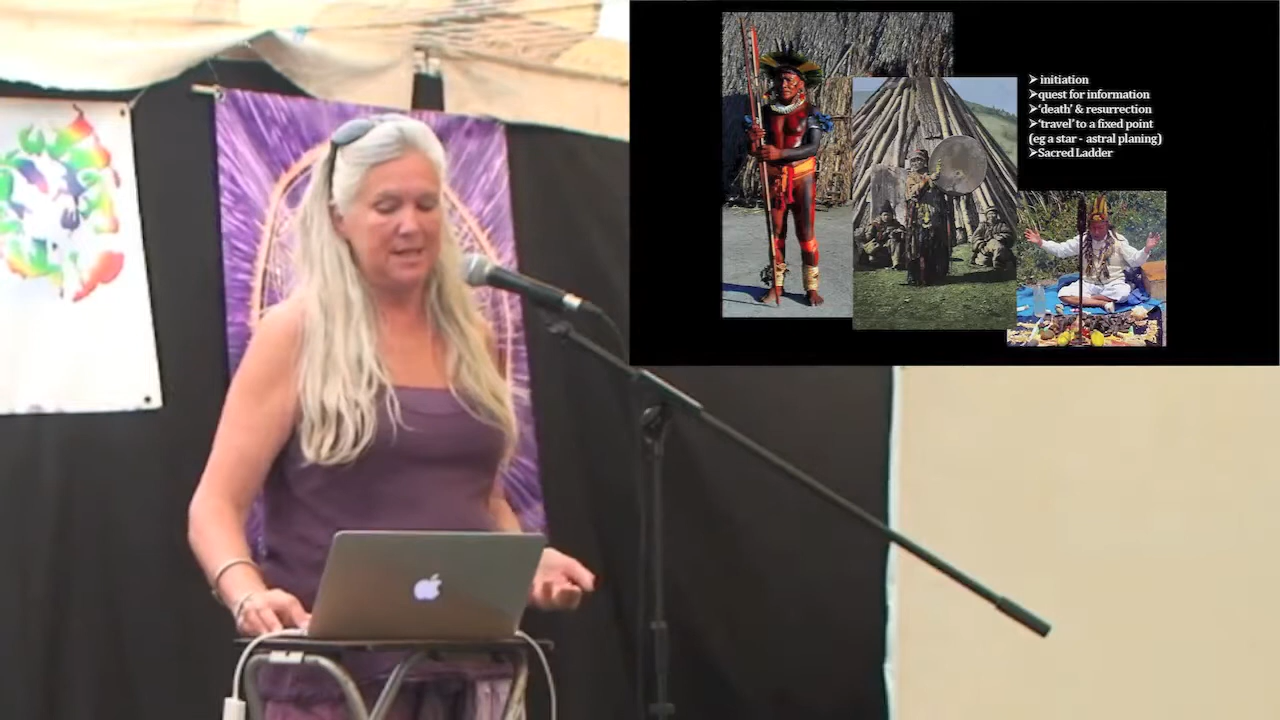 ➢ initiation
➢quest for information
➢‘death’ & resurrection
➢‘travel’ to a fixed point
(eg a star - astral planing)
➢Sacred Ladder